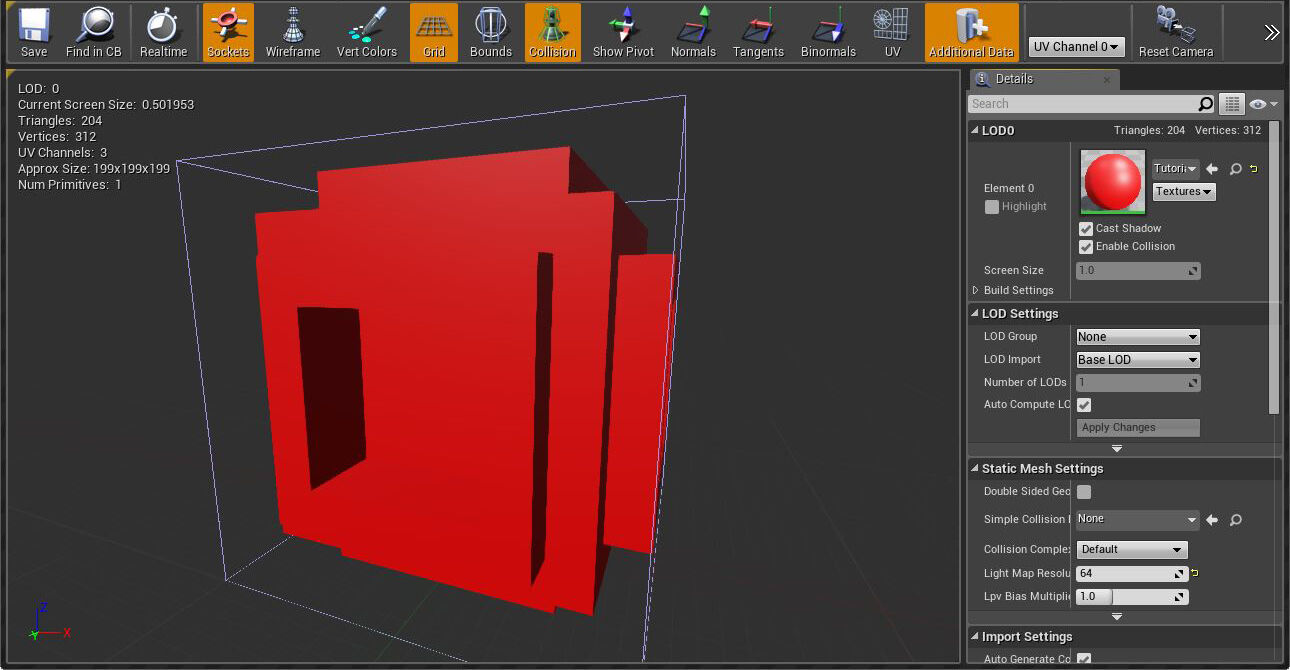 Save Find in CB Realtime Sockets Wireframe Vert Colors Grid Bounds Collision Show Pivot Normals Tangents Binormals UV Additional Data UV Channel 0 Reset Camera
LOD: 0
Current Screen Size: 0.501953
Triangles: 204
Vertices: 312
UV Channels: 3
Approx Size: 199x199x199
Num Primitives: 1
Z
X
Y
Details
Search
LOD0 Triangles: 204 Vertices: 312
Element 0
Highlight
Tutori
Textures
Cast Shadow
Enable Collision
Screen Size 1.0
Build Settings
LOD Settings
LOD Group None
LOD Import Base LOD
Number of LODs 1
Auto Compute LO
Apply Changes
Static Mesh Settings
Double Sided Geo
Simple Collision None
Collision Comple Default
Light Map Resolu 64
Lpv Bias Multiplie 1.0
Import Settings
Auto Generate Co